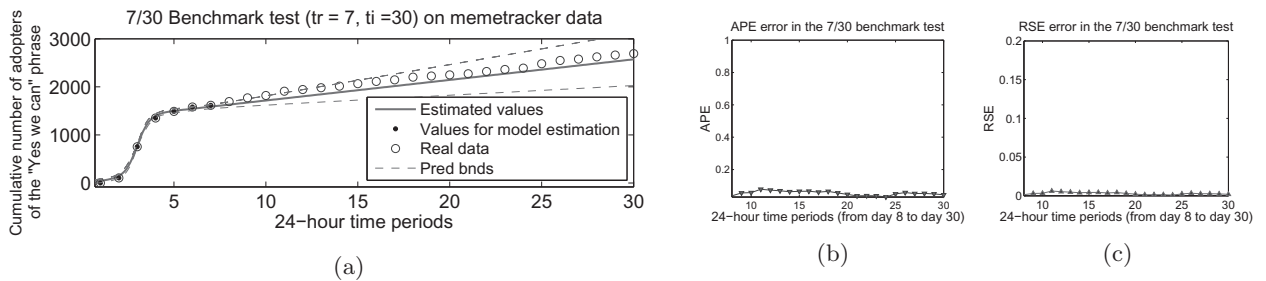 7/30 Benchmark test (tr = 7, ti =30) on memetracker data
Cumulative number of adopters
of the "Yes we can" phrase
3000
2000
1000
0
5
10
15
20
25
30
24−hour time periods
Estimated values
Values for model estimation
Real data
Pred bnds
(a)
APE error in the 7/30 benchmark test
APE
1
0.8
0.6
0.4
0.2
10
15
20
25
30
24−hour time periods (from day 8 to day 30)
(b)
RSE error in the 7/30 benchmark test
RSE
0.2
0.15
0.1
0.05
0
10
15
20
25
30
24−hour time periods (from day 8 to day 30)
(c)